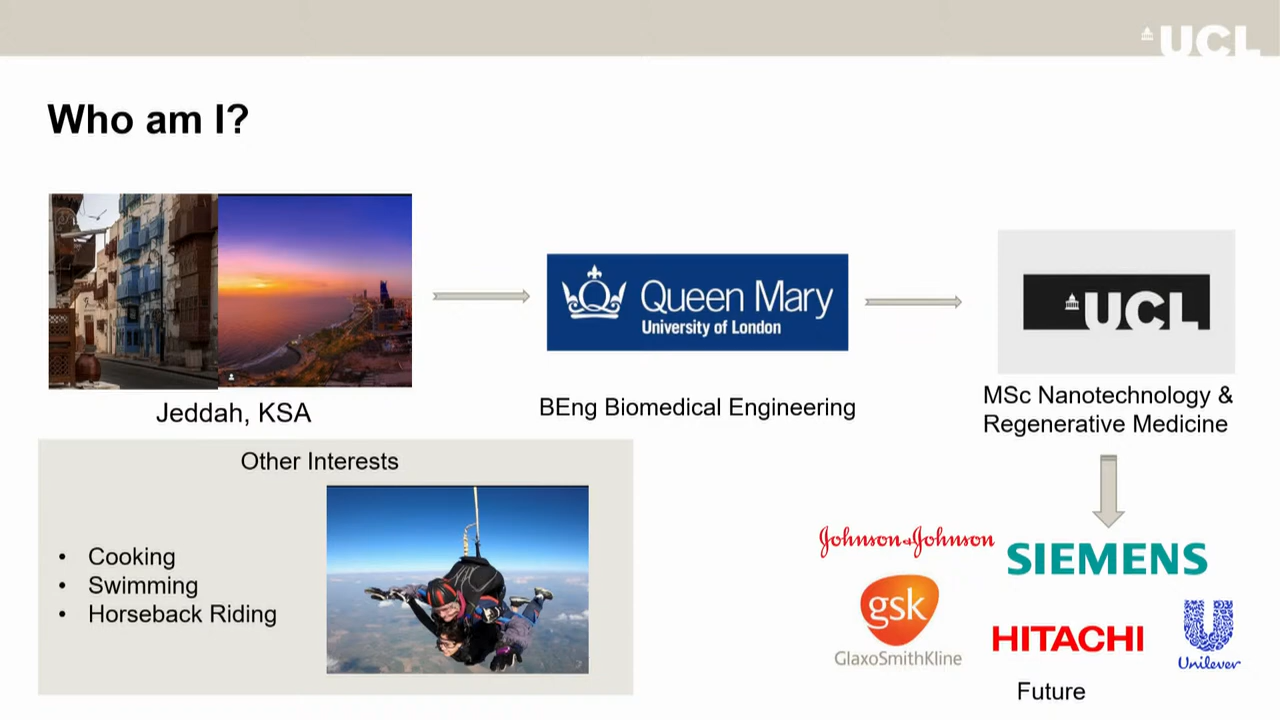 UCL
Who am I?
Queen Mary
University of London
UCL
Jeddah, KSA
BEng Biomedical Engineering
MSc Nanotechnology &
Regenerative Medicine
Other Interests
• Cooking
• Swimming
• Horseback Riding
Johnson & Johnson
SIEMENS
gsk
GlaxoSmithKline
HITACHI
Unilever
Future